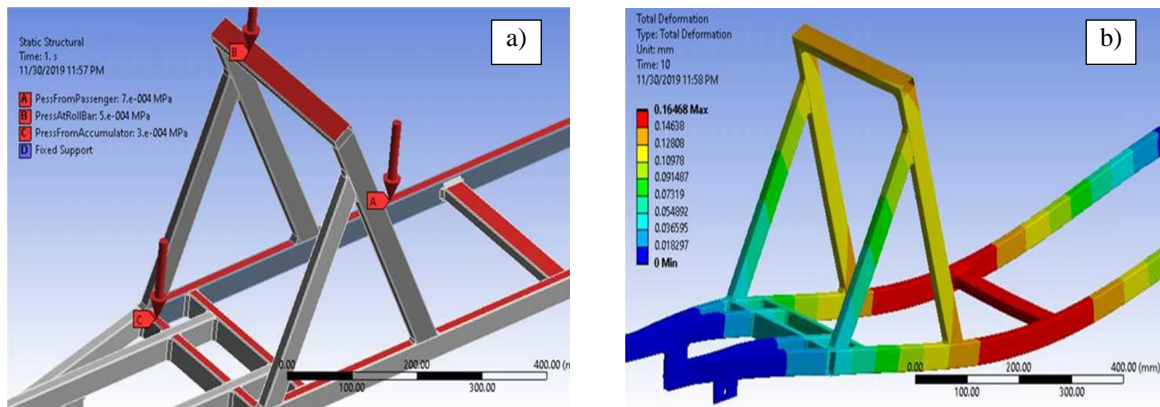 a)
Static Structural
Time: 1. s
11/30/2019 11:57 PM
A PessFromPassenger: 7.e-004 MPa
B PressAtRollBar: 5.e-004 MPa
C PressFromAccumulator: 3.e-004 MPa
D Fixed Support
B
A
C
0.00 200.00 400.00 (m
100.00 300.00
b)
Total Deformation
Type: Total Deformation
Unit: mm
Time: 10
11/30/2019 11:58 PM
0.16468 Max
0.14638
0.12808
0.10978
0.091487
0.07319
0.054892
0.036595
0.018297
0 Min
0.00 200.00 400.00 (mm)
100.00 300.00